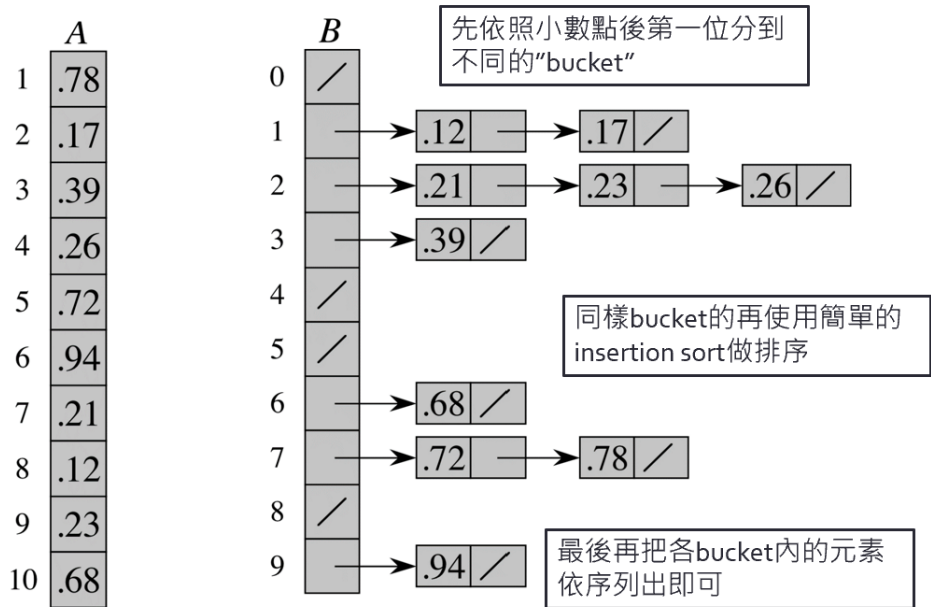 A
1 .78
2 .17
3 .39
4 .26
5 .72
6 .94
7 .21
8 .12
9 .23
10 .68
B
0
1 .12 .17
2 .21 .23 .26
3 .39
4
5
6 .68
7 .72 .78
8
9 .94
先依照小數點後第一位分到
不同的”bucket”
同樣bucket的再使用簡單的
insertion sort做排序
最後再把各bucket內的元素
依序列出即可